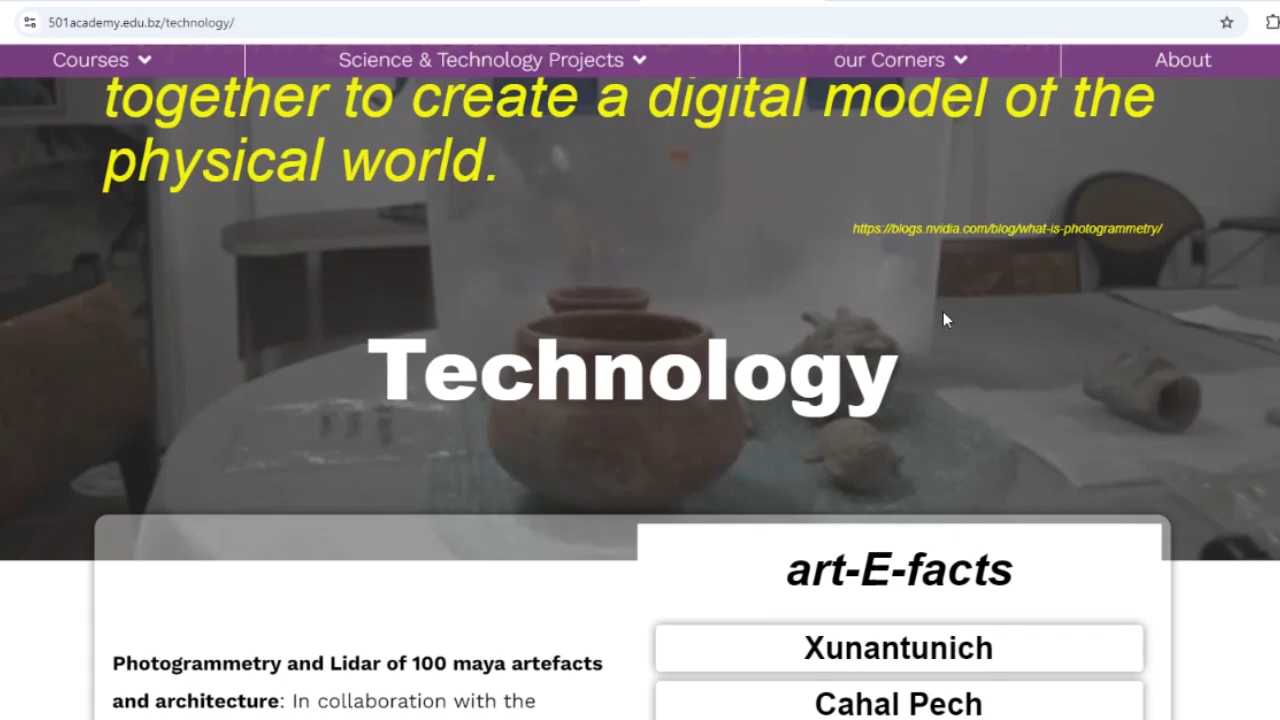 501academy.edu.bz/technology/
Courses
Science & Technology Projects
our Corners
About
together to create a digital model of the
physical world.
https://blogs.nvidia.com/blog/what-is-photogrammetry/
Technology
art-E-facts
Xunantunich
Cahal Pech
Photogrammetry and Lidar of 100 maya artefacts
and architecture: In collaboration with the